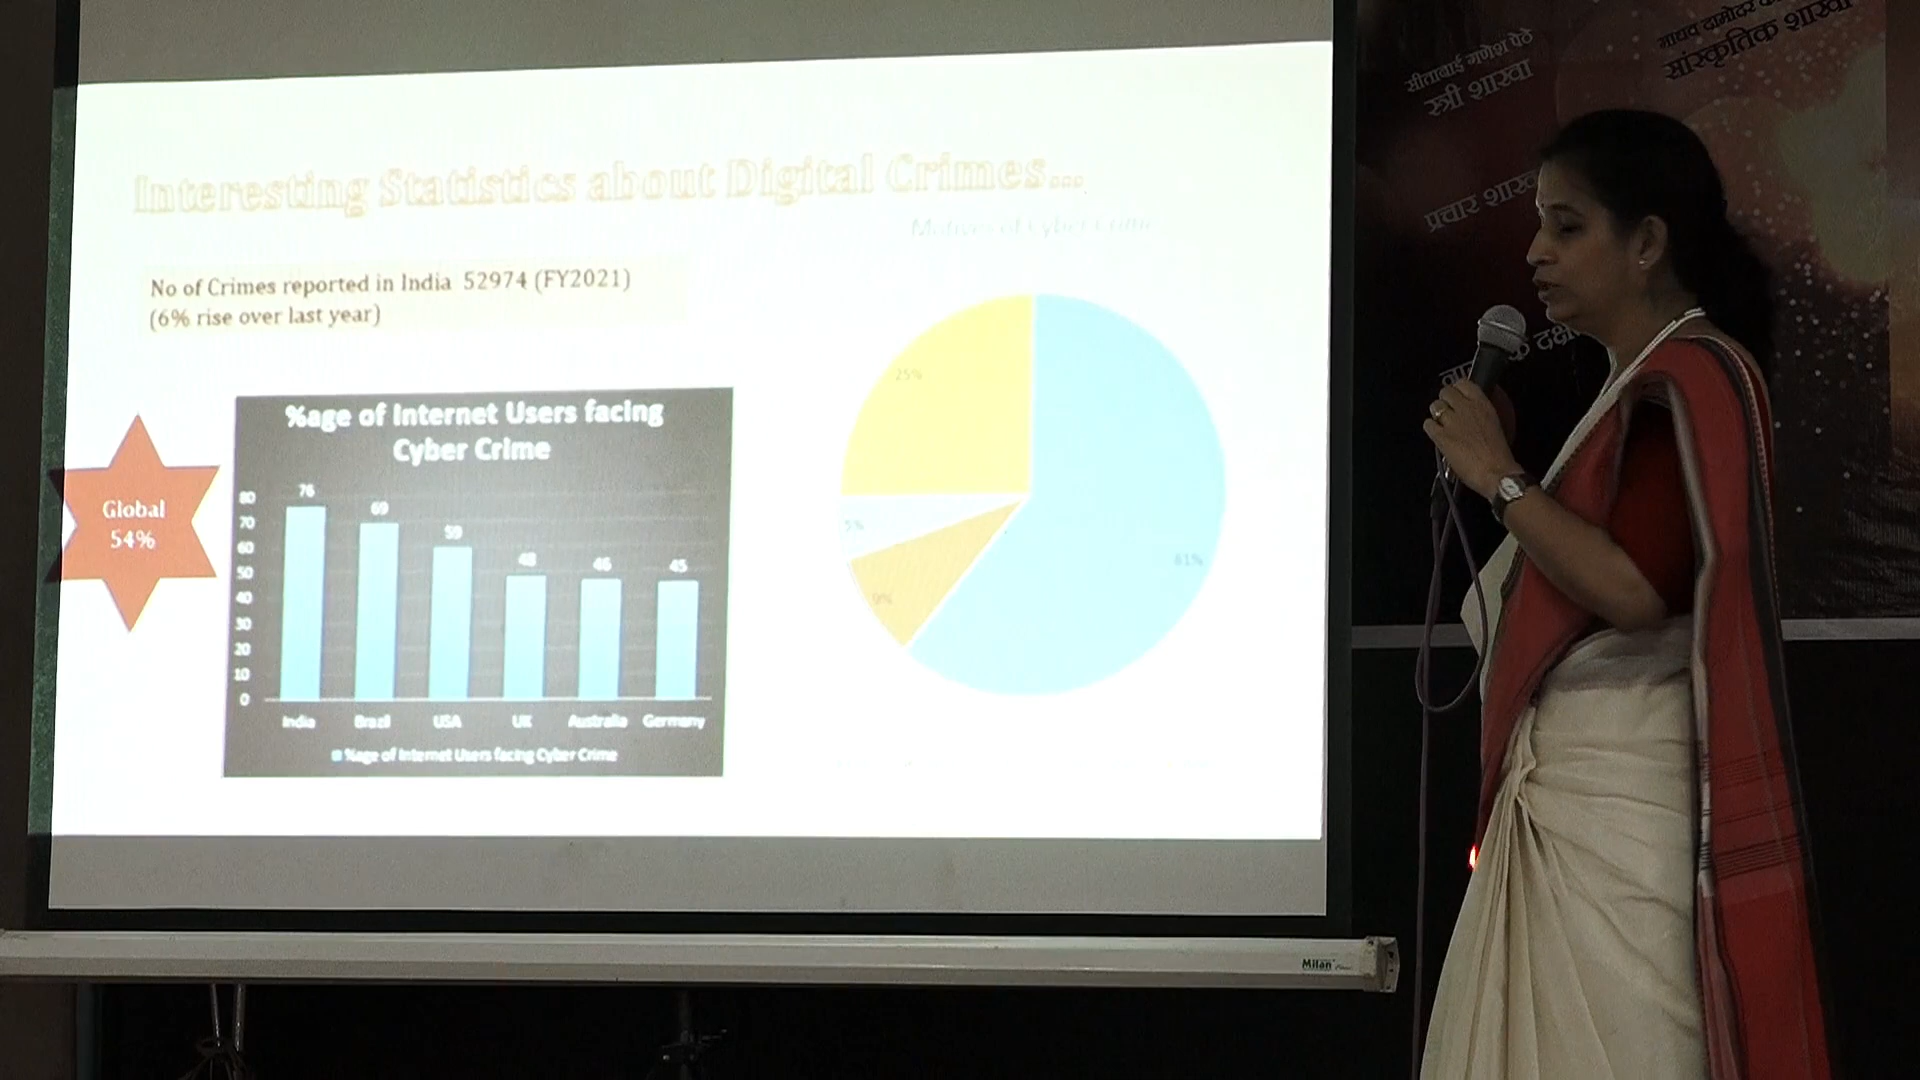 Interesting Statistics about Digital Crimes...
Motives of Cyber Crime
No of Crimes reported in India 52974 (FY2021)
(6% rise over last year)
Global
54%
%age of Internet Users facing
Cyber Crime
80
70
60
50
40
30
20
10
0
76
69
59
48
46
45
India
Brazil
USA
UK
Australia
Germany
%age of Internet Users facing Cyber Crime
25%
5%
9%
61%
सीताबाई गणेश पेठे
स्त्री शाखा
माधव दामोदर
सांस्कृतिक शाखा
प्रचार
Milan